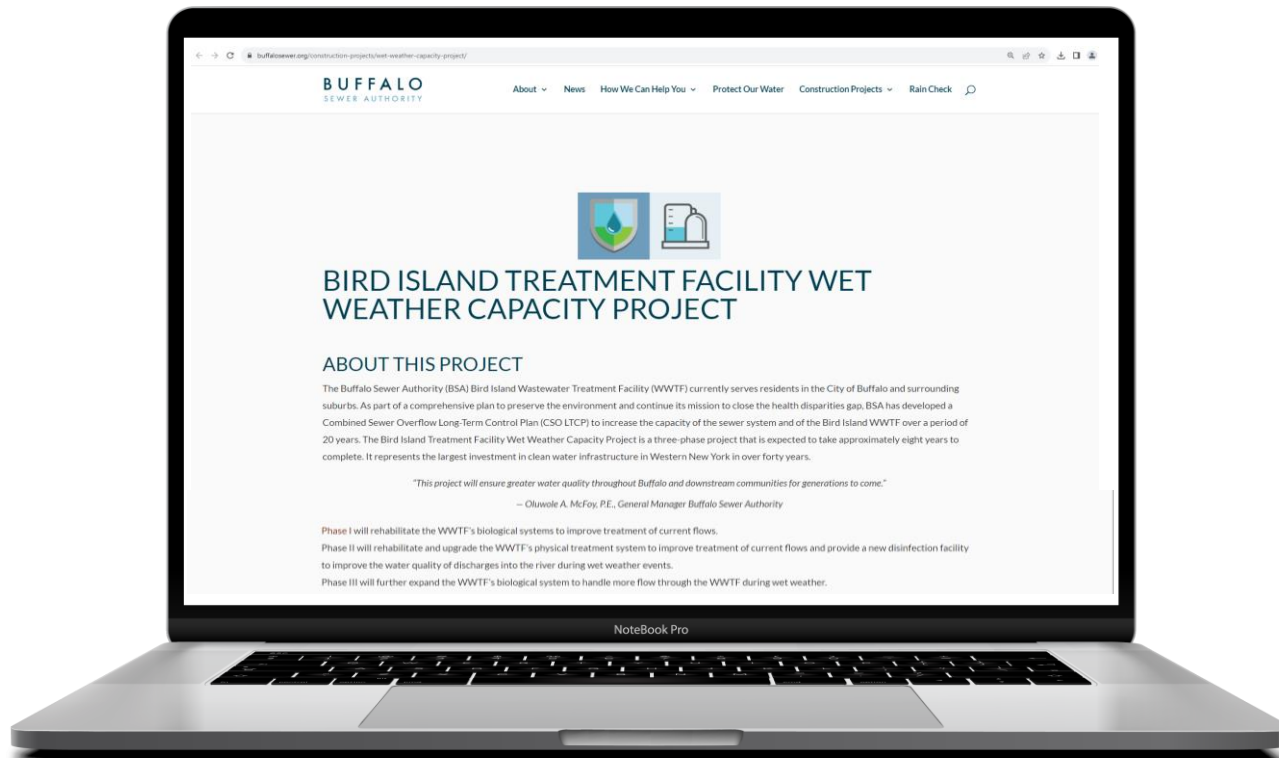 buffalosewer.org/construction-projects/wet-weather-capacity-project/
BUFFALO
SEWER AUTHORITY
About News How We Can Help You Protect Our Water Construction Projects Rain Check
BIRD ISLAND TREATMENT FACILITY WET
WEATHER CAPACITY PROJECT
ABOUT THIS PROJECT
The Buffalo Sewer Authority (BSA) Bird Island Wastewater Treatment Facility (WWTF) currently serves residents in the City of Buffalo and surrounding
suburbs. As part of a comprehensive plan to preserve the environment and continue its mission to close the health disparities gap, BSA has developed a
Combined Sewer Overflow Long-Term Control Plan (CSO LTCP) to increase the capacity of the sewer system and of the Bird Island WWTF over a period of
20 years. The Bird Island Treatment Facility Wet Weather Capacity Project is a three-phase project that is expected to take approximately eight years to
complete. It represents the largest investment in clean water infrastructure in Western New York in over forty years.
"This project will ensure greater water quality throughout Buffalo and downstream communities for generations to come."
— Oluwole A. McFoy, P.E., General Manager Buffalo Sewer Authority
Phase I will rehabilitate the WWTF's biological systems to improve treatment of current flows.
Phase II will rehabilitate and upgrade the WWTF's physical treatment system to improve treatment of current flows and provide a new disinfection facility
to improve the water quality of discharges into the river during wet weather events.
Phase III will further expand the WWTF's biological system to handle more flow through the WWTF during wet weather.
NoteBook Pro